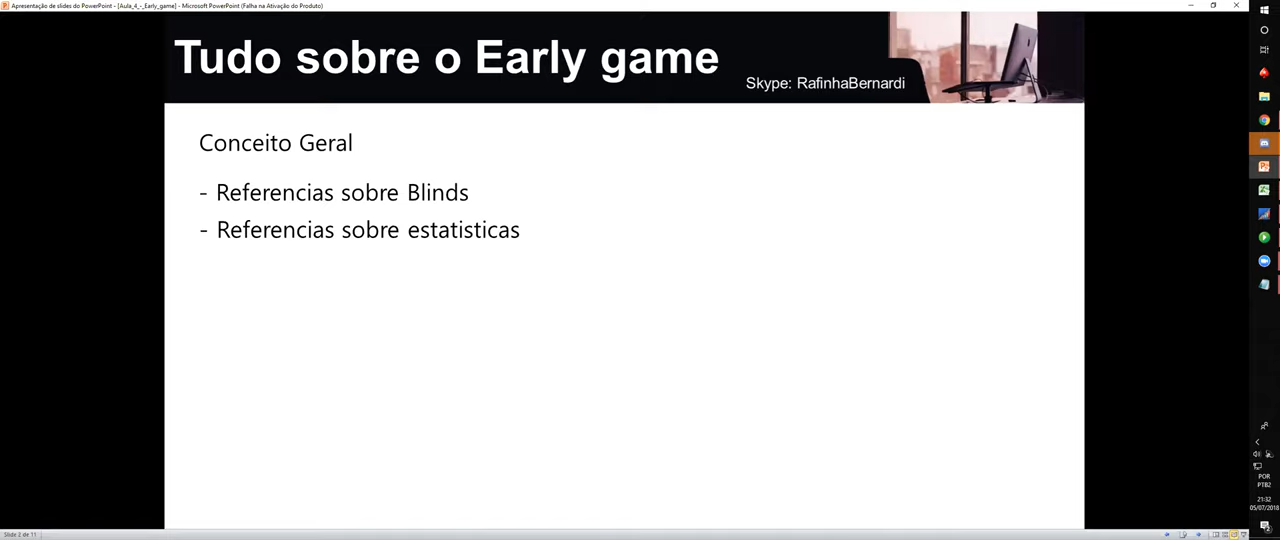 Apresentação de slides do PowerPoint - [Aula_4_-_Early_game] - Microsoft PowerPoint (Falha na Ativação do Produto)
Tudo sobre o Early game
Skype: RafinhaBernardi
Conceito Geral
- Referencias sobre Blinds
- Referencias sobre estatisticas
POR
PTB2
21:32
05/07/2018
Slide 2 de 11